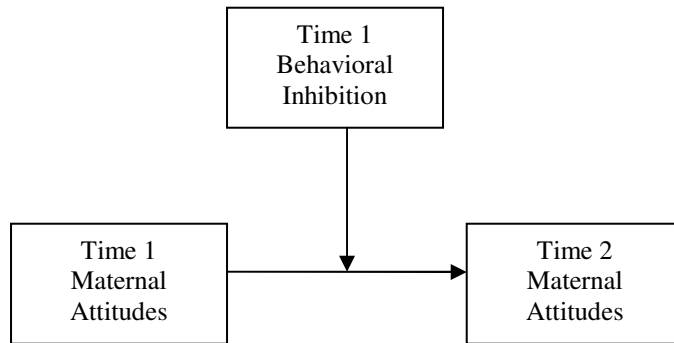 Time 1
Behavioral
Inhibition
Time 1
Maternal
Attitudes
Time 2
Maternal
Attitudes